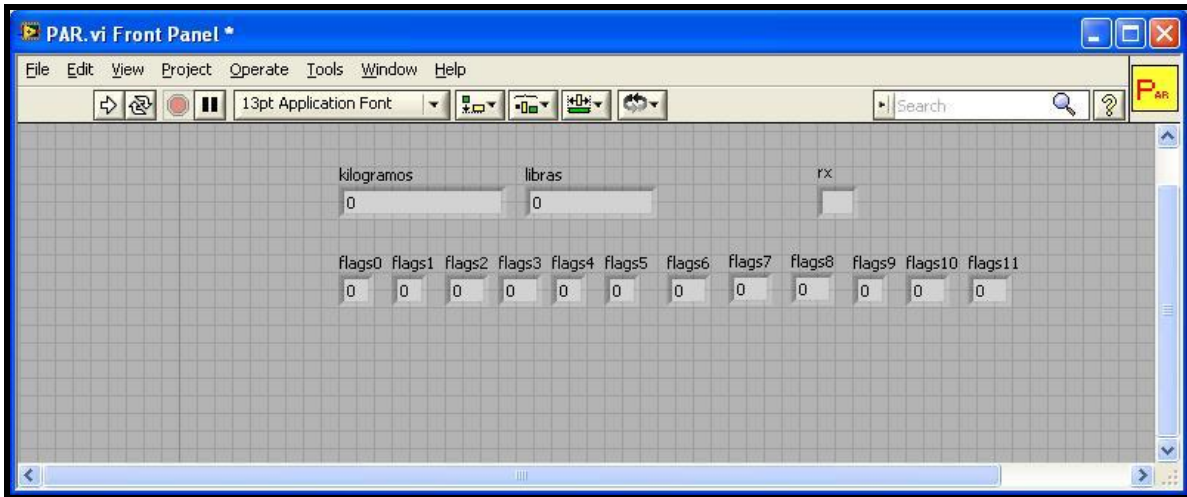 PAR.vi Front Panel *
File Edit View Project Operate Tools Window Help
13pt Application Font Search ? PAR
kilogramos libras rx
0 0
flags0 flags1 flags2 flags3 flags4 flags5 flags6 flags7 flags8 flags9 flags10 flags11
0 0 0 0 0 0 0 0 0 0 0 0